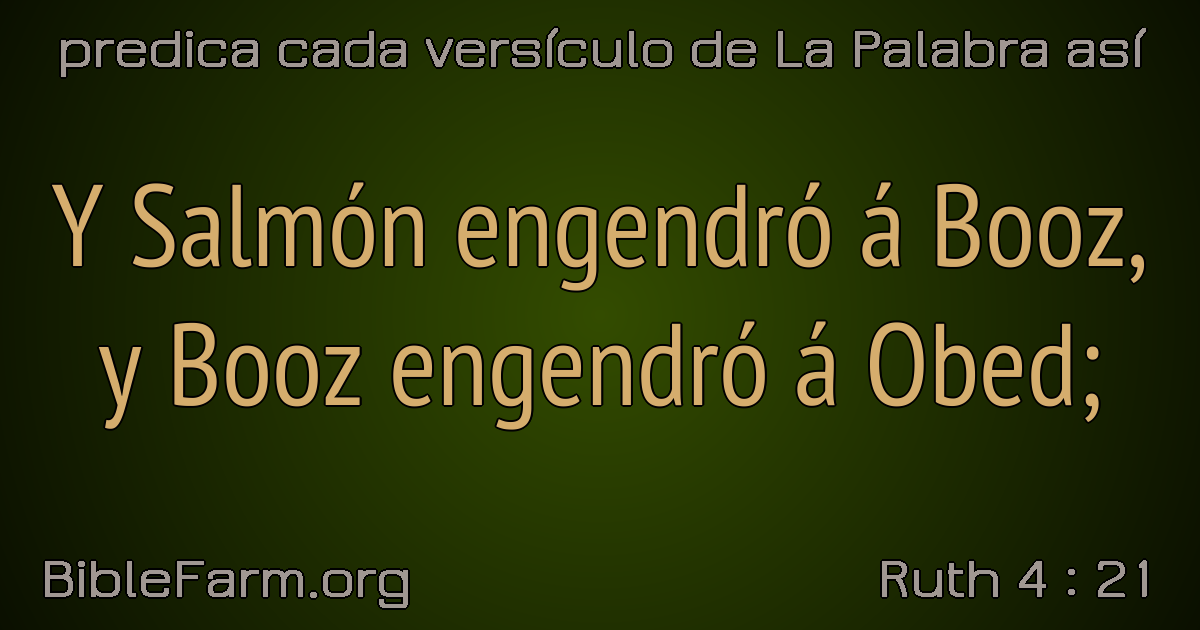 predica cada versículo de La Palabra así
Y Salmón engendró á Booz,
y Booz engendró á Obed;
BibleFarm.org
Ruth 4 : 21